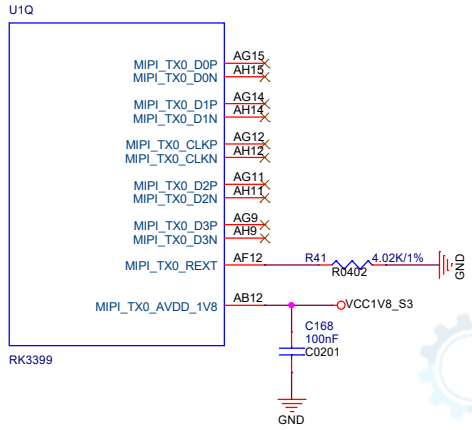 U1Q
MIPI_TX0_D0P AG15
MIPI_TX0_D0N AH15
MIPI_TX0_D1P AG14
MIPI_TX0_D1N AH14
MIPI_TX0_CLKP AG12
MIPI_TX0_CLKN AH12
MIPI_TX0_D2P AG11
MIPI_TX0_D2N AH11
MIPI_TX0_D3P AG9
MIPI_TX0_D3N AH9
MIPI_TX0_REXT AF12 R41 4.02K/1% GND
R0402
MIPI_TX0_AVDD_1V8 AB12 VCC1V8_S3
C168
100nF
C0201
RK3399
GND